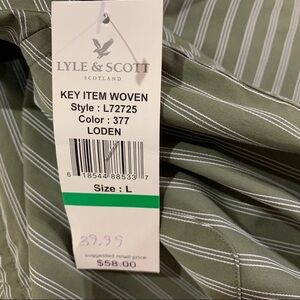 LYLE & SCOTT
SCOTLAND
KEY ITEM WOVEN
Style : L72725
Color : 377
LODEN
6 18544 88533 7
Size : L
39.99
suggested retail price
$58.00